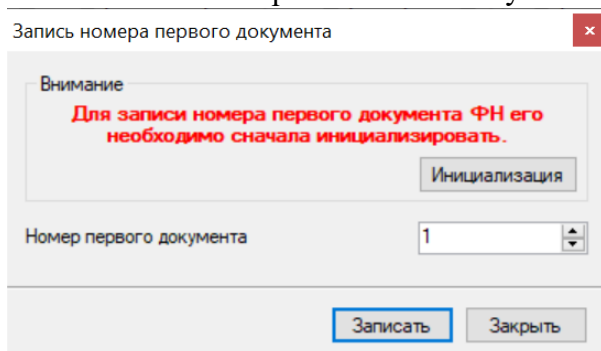 Запись номера первого документа
Внимание
Для записи номера первого документа ФН его
необходимо сначала инициализировать.
Инициализация
Номер первого документа
1
Записать
Закрыть